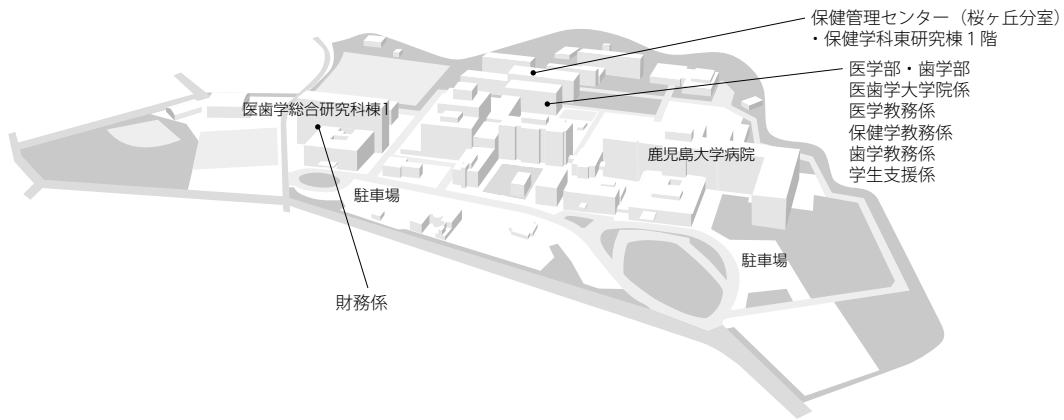 保健管理センター（桜ヶ丘分室）
・保健学科東研究棟１階
医学部・歯学部
医歯学大学院係
医学教務係
保健学教務係
歯学教務係
学生支援係
医歯学総合研究科棟1
鹿児島大学病院
駐車場
駐車場
財務係